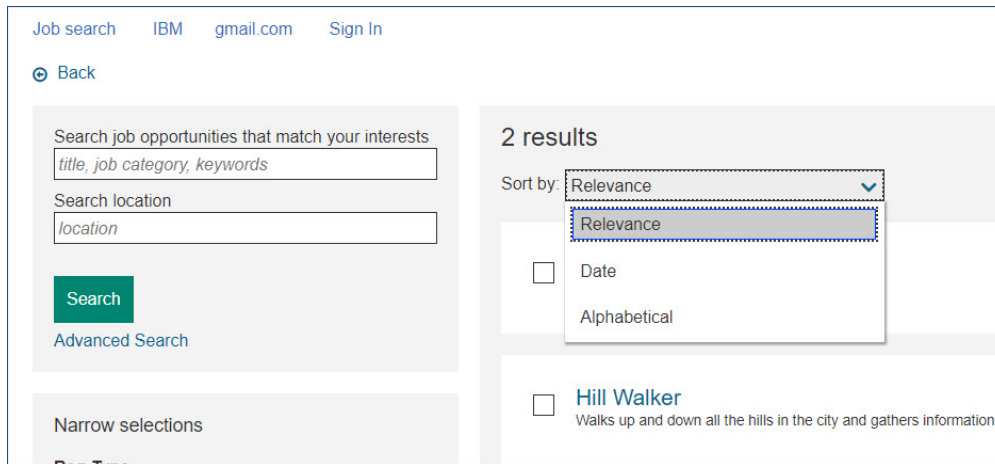 Job search IBM gmail.com Sign In
Back
Search job opportunities that match your interests
title, job category, keywords
Search location
location
Search
Advanced Search
Narrow selections
2 results
Sort by: Relevance
Relevance
Date
Alphabetical
Hill Walker
Walks up and down all the hills in the city and gathers information